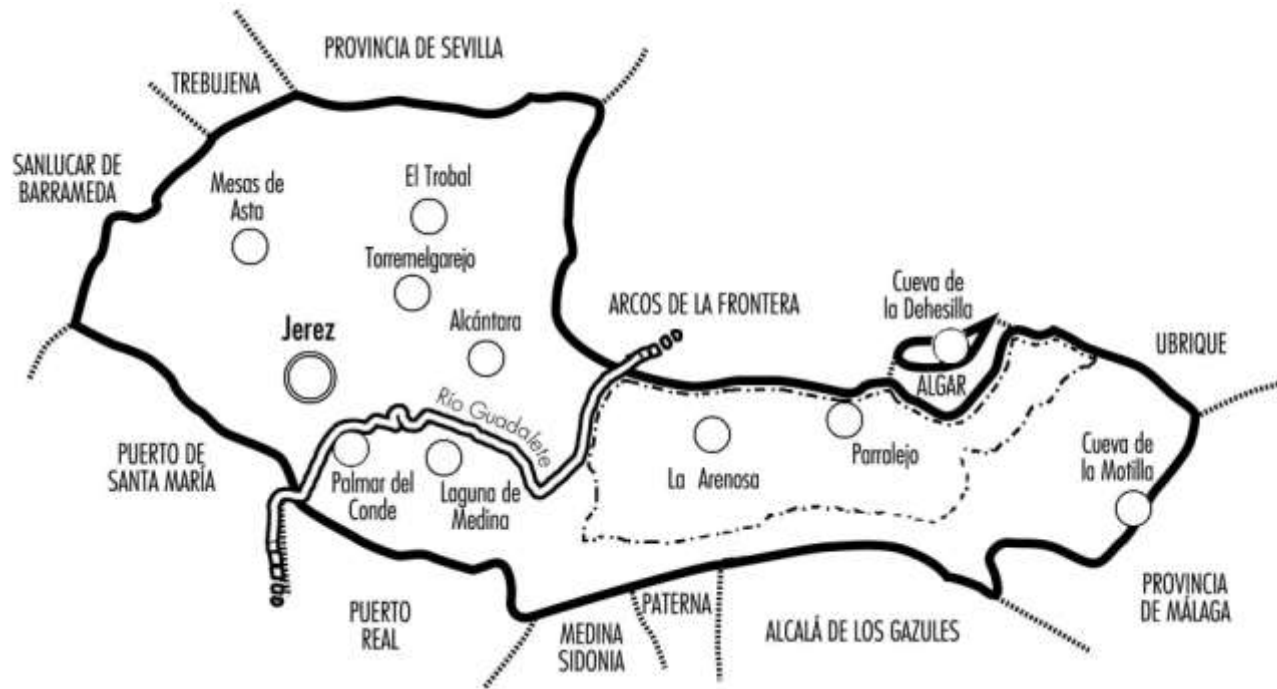 PROVINCIA DE SEVILLA
TREBUJENA
SANLUCAR DE
BARRAMEDA
Mesas de
Asta
El Trobal
Torremelgarejo
Jerez
Alcántara
ARCOS DE LA FRONTERA
Cueva de
la Dehesilla
UBRIQUE
ALGAR
Río Guadalete
PUERTO DE
SANTA MARÍA
Palmar del
Conde
Laguna de
Medina
La Arenosa
Parralejo
Cueva de
la Motilla
PUERTO
REAL
MEDINA
SIDONIA
PATERNA
ALCALÁ DE LOS GAZULES
PROVINCIA
DE MÁLAGA